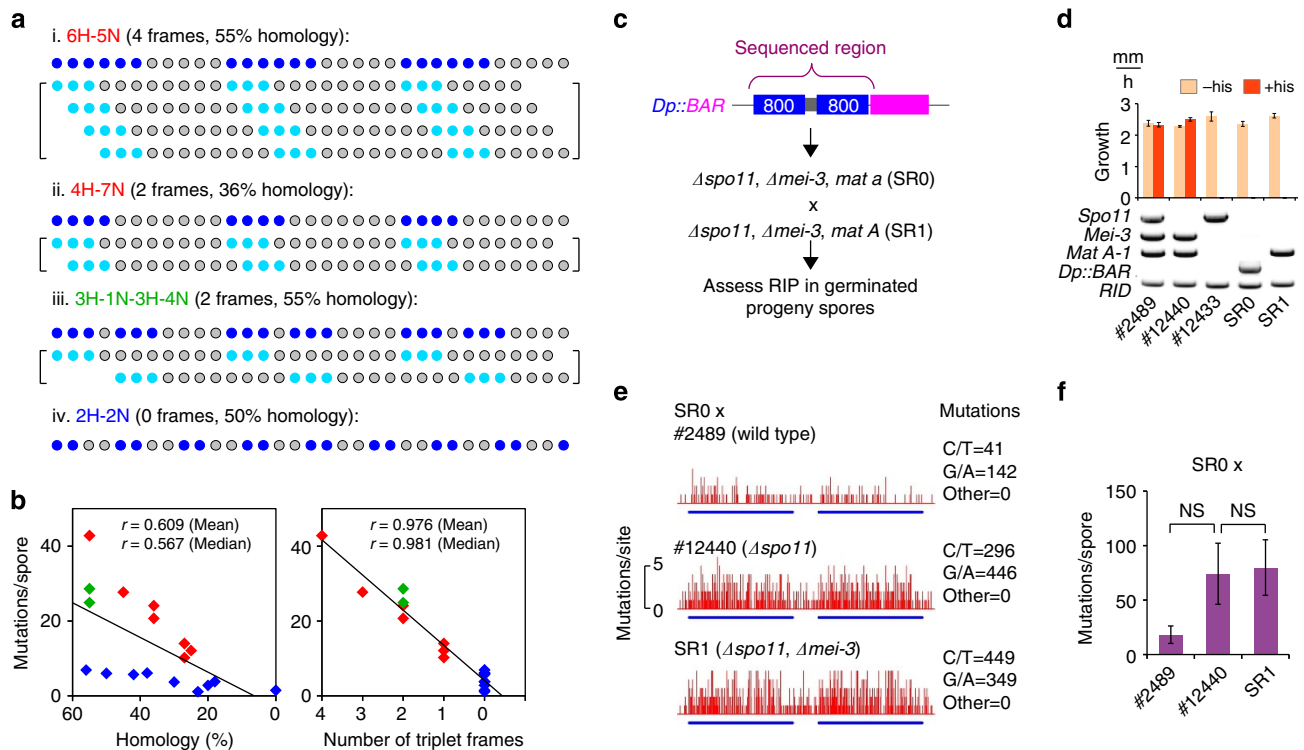 a
i. 6H-5N (4 frames, 55% homology):
ii. 4H-7N (2 frames, 36% homology):
iii. 3H-1N-3H-4N (2 frames, 55% homology):
iv. 2H-2N (0 frames, 50% homology):
b
Mutations/spore
40
20
0
r = 0.609 (Mean)
r = 0.567 (Median)
60 40 20 0
Homology (%)
r = 0.976 (Mean)
r = 0.981 (Median)
4 3 2 1 0
Number of triplet frames
c
Sequenced region
Dp::BAR 800 800
Δspo11, Δmei-3, mat a (SR0)
x
Δspo11, Δmei-3, mat A (SR1)
Assess RIP in germinated
progeny spores
d
mm
h
–his +his
3
2
1
0
Growth
Spo11
Mei-3
Mat A-1
Dp::BAR
RID
#2489
#12440
#12433
SR0
SR1
e
SR0 x
#2489 (wild type)
Mutations
C/T=41
G/A=142
Other=0
#12440 (Δspo11)
C/T=296
G/A=446
Other=0
Mutations/site
5
0
SR1 (Δspo11, Δmei-3)
C/T=449
G/A=349
Other=0
f
SR0 x
Mutations/spore
150
100
50
0
NS NS
#2489
#12440
SR1